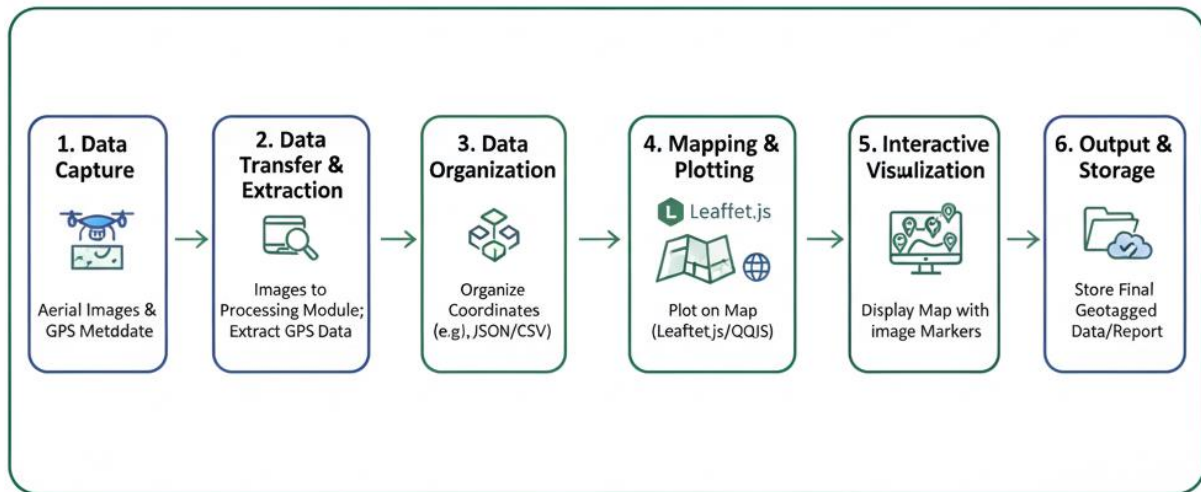 1. Data
Capture
Aerial Images &
GPS Metddate
2. Data
Transfer &
Extraction
Images to
Processing Module;
Extract GPS Data
3. Data
Organization
Organize
Coordinates
(e.g), JSON/CSV)
4. Mapping &
Plotting
L Leaffet.js
Plot on Map
(Leaftet.js/QQIS)
5. Interactive
Visulization
Display Map with
image Markers
6. Output &
Storage
Store Final
Geotagged
Data/Report